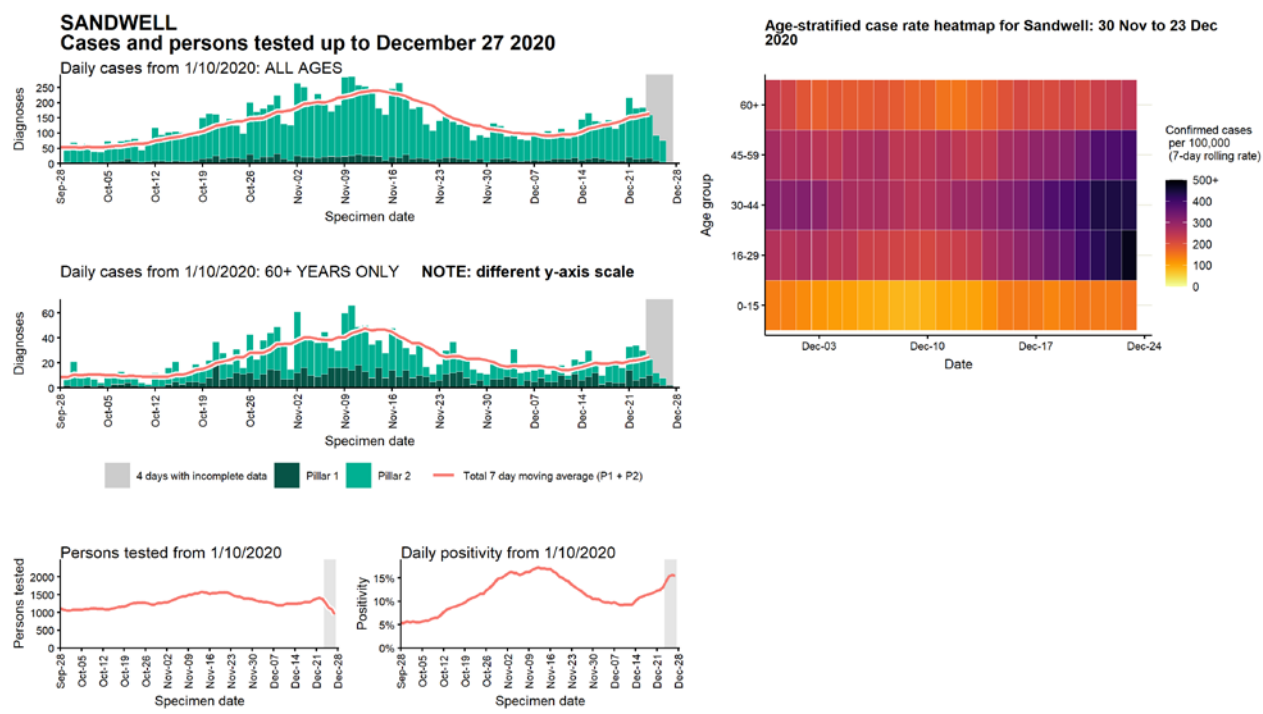 SANDWELL
Cases and persons tested up to December 27 2020
Daily cases from 1/10/2020: ALL AGES
Diagnoses
250
200
150
100
50
0
Sep-28
Oct-05
Oct-12
Oct-19
Oct-26
Nov-02
Nov-09
Nov-16
Nov-23
Nov-30
Dec-07
Dec-14
Dec-21
Dec-28
Specimen date
Daily cases from 1/10/2020: 60+ YEARS ONLY NOTE: different y-axis scale
Diagnoses
60
40
20
0
Sep-28
Oct-05
Oct-12
Oct-19
Oct-26
Nov-02
Nov-09
Nov-16
Nov-23
Nov-30
Dec-07
Dec-14
Dec-21
Dec-28
Specimen date
4 days with incomplete data Pillar 1 Pillar 2 Total 7 day moving average (P1 + P2)
Persons tested from 1/10/2020
Persons tested
2000
1500
1000
500
0
Sep-28
Oct-05
Oct-12
Oct-19
Oct-26
Nov-02
Nov-09
Nov-16
Nov-23
Nov-30
Dec-07
Dec-14
Dec-21
Dec-28
Specimen date
Daily positivity from 1/10/2020
Positivity
15%
10%
5%
0%
Sep-28
Oct-05
Oct-12
Oct-19
Oct-26
Nov-02
Nov-09
Nov-16
Nov-23
Nov-30
Dec-07
Dec-14
Dec-21
Dec-28
Specimen date
Age-stratified case rate heatmap for Sandwell: 30 Nov to 23 Dec
2020
Age group
60+
45-59
30-44
16-29
0-15
Dec-03
Dec-10
Dec-17
Dec-24
Date
Confirmed cases
per 100,000
(7-day rolling rate)
500+
400
300
200
100
0